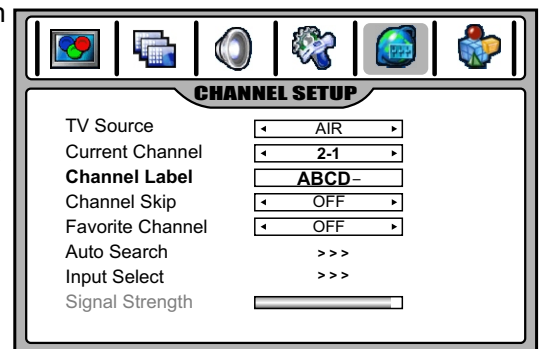 n
CHANNEL SETUP
TV Source AIR
Current Channel 2-1
Channel Label ABCD–
Channel Skip OFF
Favorite Channel OFF
Auto Search >>>
Input Select >>>
Signal Strength